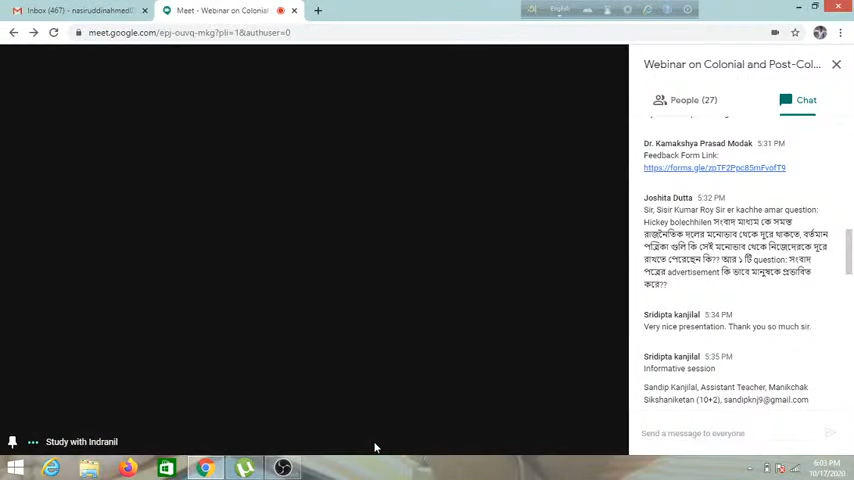 Inbox (467) - nasiruddinahmed
Meet - Webinar on Colonial
English
meet.google.com/epj-ouvq-mkg?pli=1&authuser=0
Webinar on Colonial and Post-Col...
People (27)
Chat
Dr. Kamakshya Prasad Modak 5:31 PM
Feedback Form Link:
https://forms.gle/zpTF2Ppc85mFvofT9
Joshita Dutta 5:32 PM
Sir, Sisir Kumar Roy Sir er kachhe amar question:
Hickey bolechhilen সংবাদ মাধ্যম কে সমস্ত
রাজনৈতিক দলের মনোভাব থেকে দূরে থাকতে, বর্তমান
পত্রিকা গুলি কি সেই মনোভাব থেকে নিজেদেরকে দূরে
রাখতে পেরেছেন কি?? আর ১ টি question: সংবাদ
পত্রের advertisement কি ভাবে মানুষকে প্রভাবিত
করে??
Sridipta kanjilal 5:34 PM
Very nice presentation. Thank you so much sir.
Sridipta kanjilal 5:35 PM
Informative session
Sandip Kanjilal, Assistant Teacher, Manikchak
Sikshaniketan (10+2), sandipknj9@gmail.com
Send a message to everyone
Study with Indranil
6:03 PM
10/17/2020